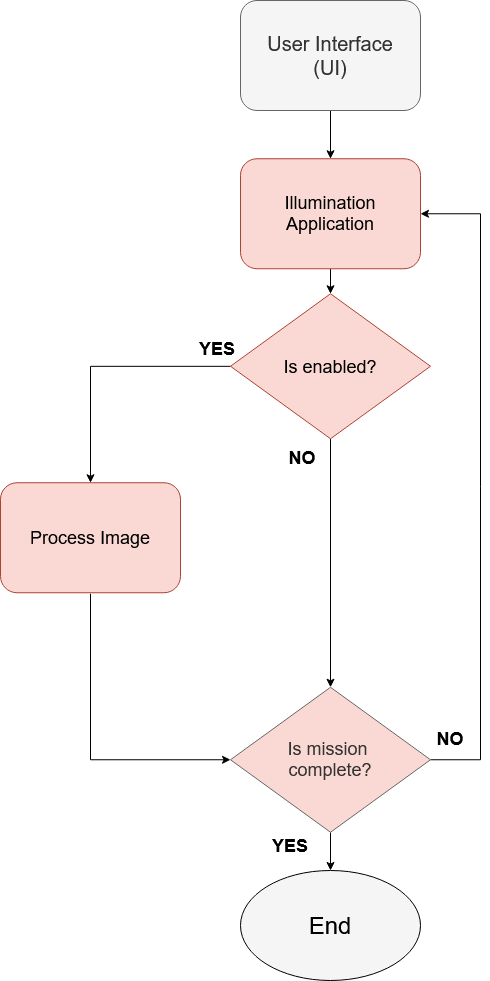 User Interface
(UI)
Illumination
Application
YES
Is enabled?
NO
Process Image
Is mission
complete?
NO
YES
End